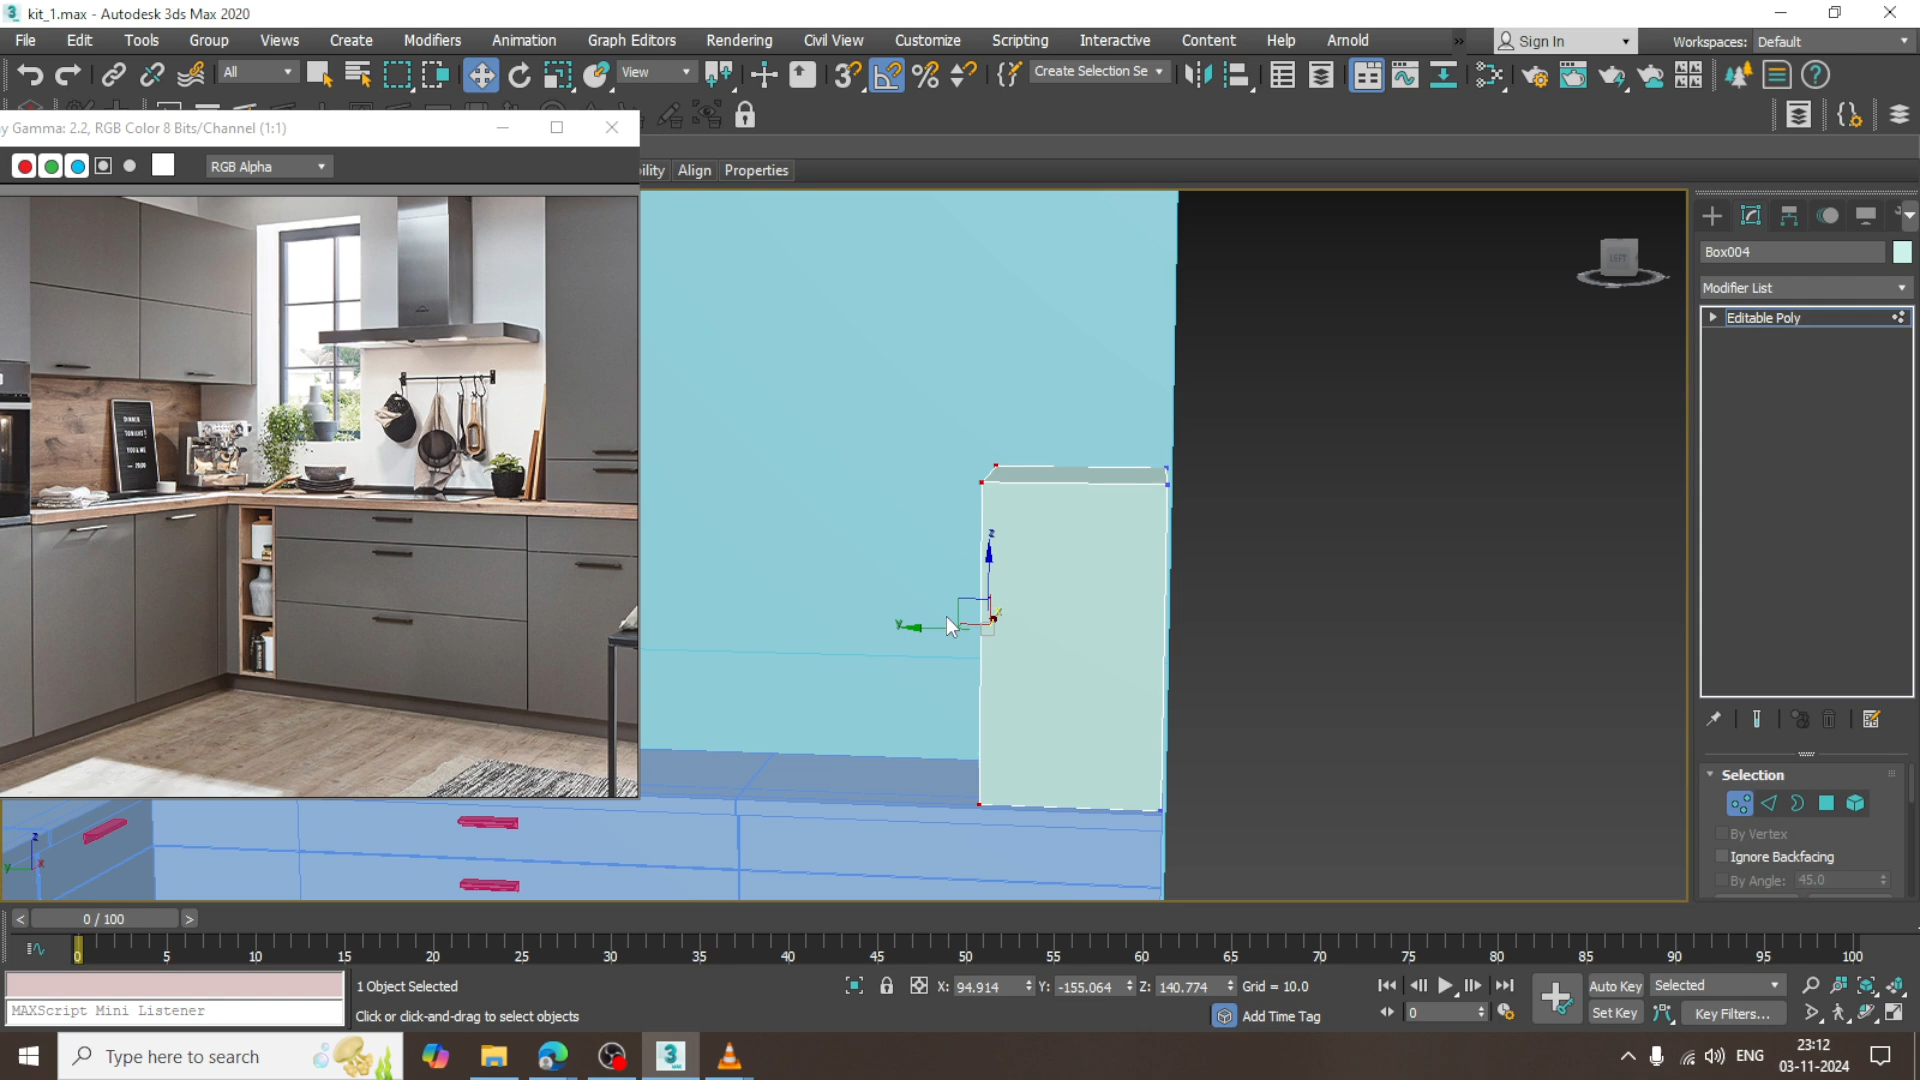 kit_1.max - Autodesk 3ds Max 2020
File Edit Tools Group Views Create Modifiers Animation Graph Editors Rendering Civil View Customize Scripting Interactive Content Help Arnold » Sign In Workspaces: Default
All View Create Selection Se
y Gamma: 2.2, RGB Color 8 Bits/Channel (1:1)
RGB Alpha
ility Align Properties
LEFT
Box004
Modifier List
Editable Poly
DINNER
TONIGHT
YOU & ME
z
x
y
Selection
By Vertex
Ignore Backfacing
By Angle: 45.0
z
y x
< 0 / 100 >
0 5 10 15 20 25 30 35 40 45 50 55 60 65 70 75 80 85 90 95 100
1 Object Selected X: 94.914 Y: -155.064 Z: 140.774 Grid = 10.0 Auto Key Selected
MAXScript Mini Listener Click or click-and-drag to select objects Add Time Tag 0 Set Key Key Filters...
Type here to search ENG 23:12
03-11-2024